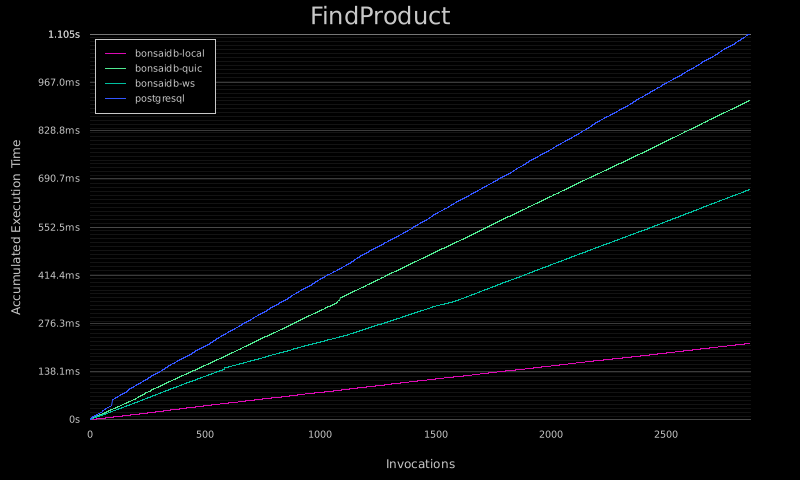 FindProduct
1.105s
967.0ms
828.8ms
690.7ms
552.5ms
414.4ms
276.3ms
138.1ms
0s
bonsaidb-local
bonsaidb-quic
bonsaidb-ws
postgresql
Accumulated Execution Time
0 500 1000 1500 2000 2500
Invocations